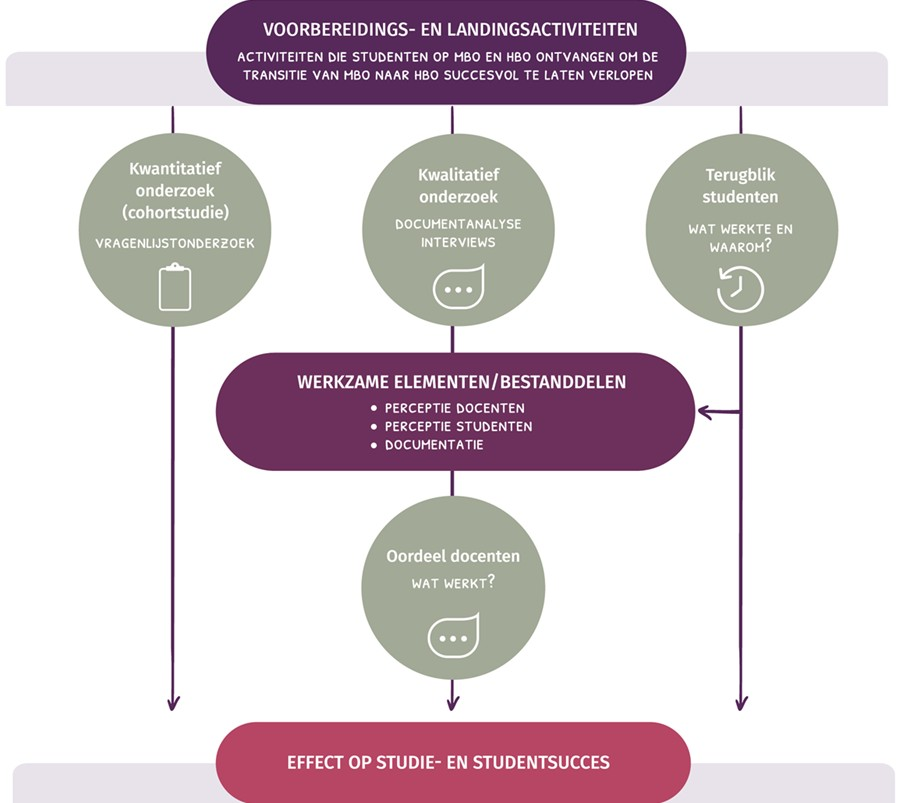 VOORBEREIDINGS- EN LANDINGSACTIVITEITEN
ACTIVITEITEN DIE STUDENTEN OP MBO EN HBO ONTVANGEN OM DE
TRANSITIE VAN MBO NAAR HBO SUCCESVOL TE LATEN VERLOPEN
Kwantitatief
onderzoek
(cohortstudie)
VRAGENLIJSTONDERZOEK
Kwalitatief
onderzoek
DOCUMENTANALYSE
INTERVIEWS
Terugblik
studenten
WAT WERKTE EN
WAAROM?
WERKZAME ELEMENTEN/BESTANDDELEN
• PERCEPTIE DOCENTEN
• PERCEPTIE STUDENTEN
• DOCUMENTATIE
Oordeel docenten
WAT WERKT?
EFFECT OP STUDIE- EN STUDENTSUCCES